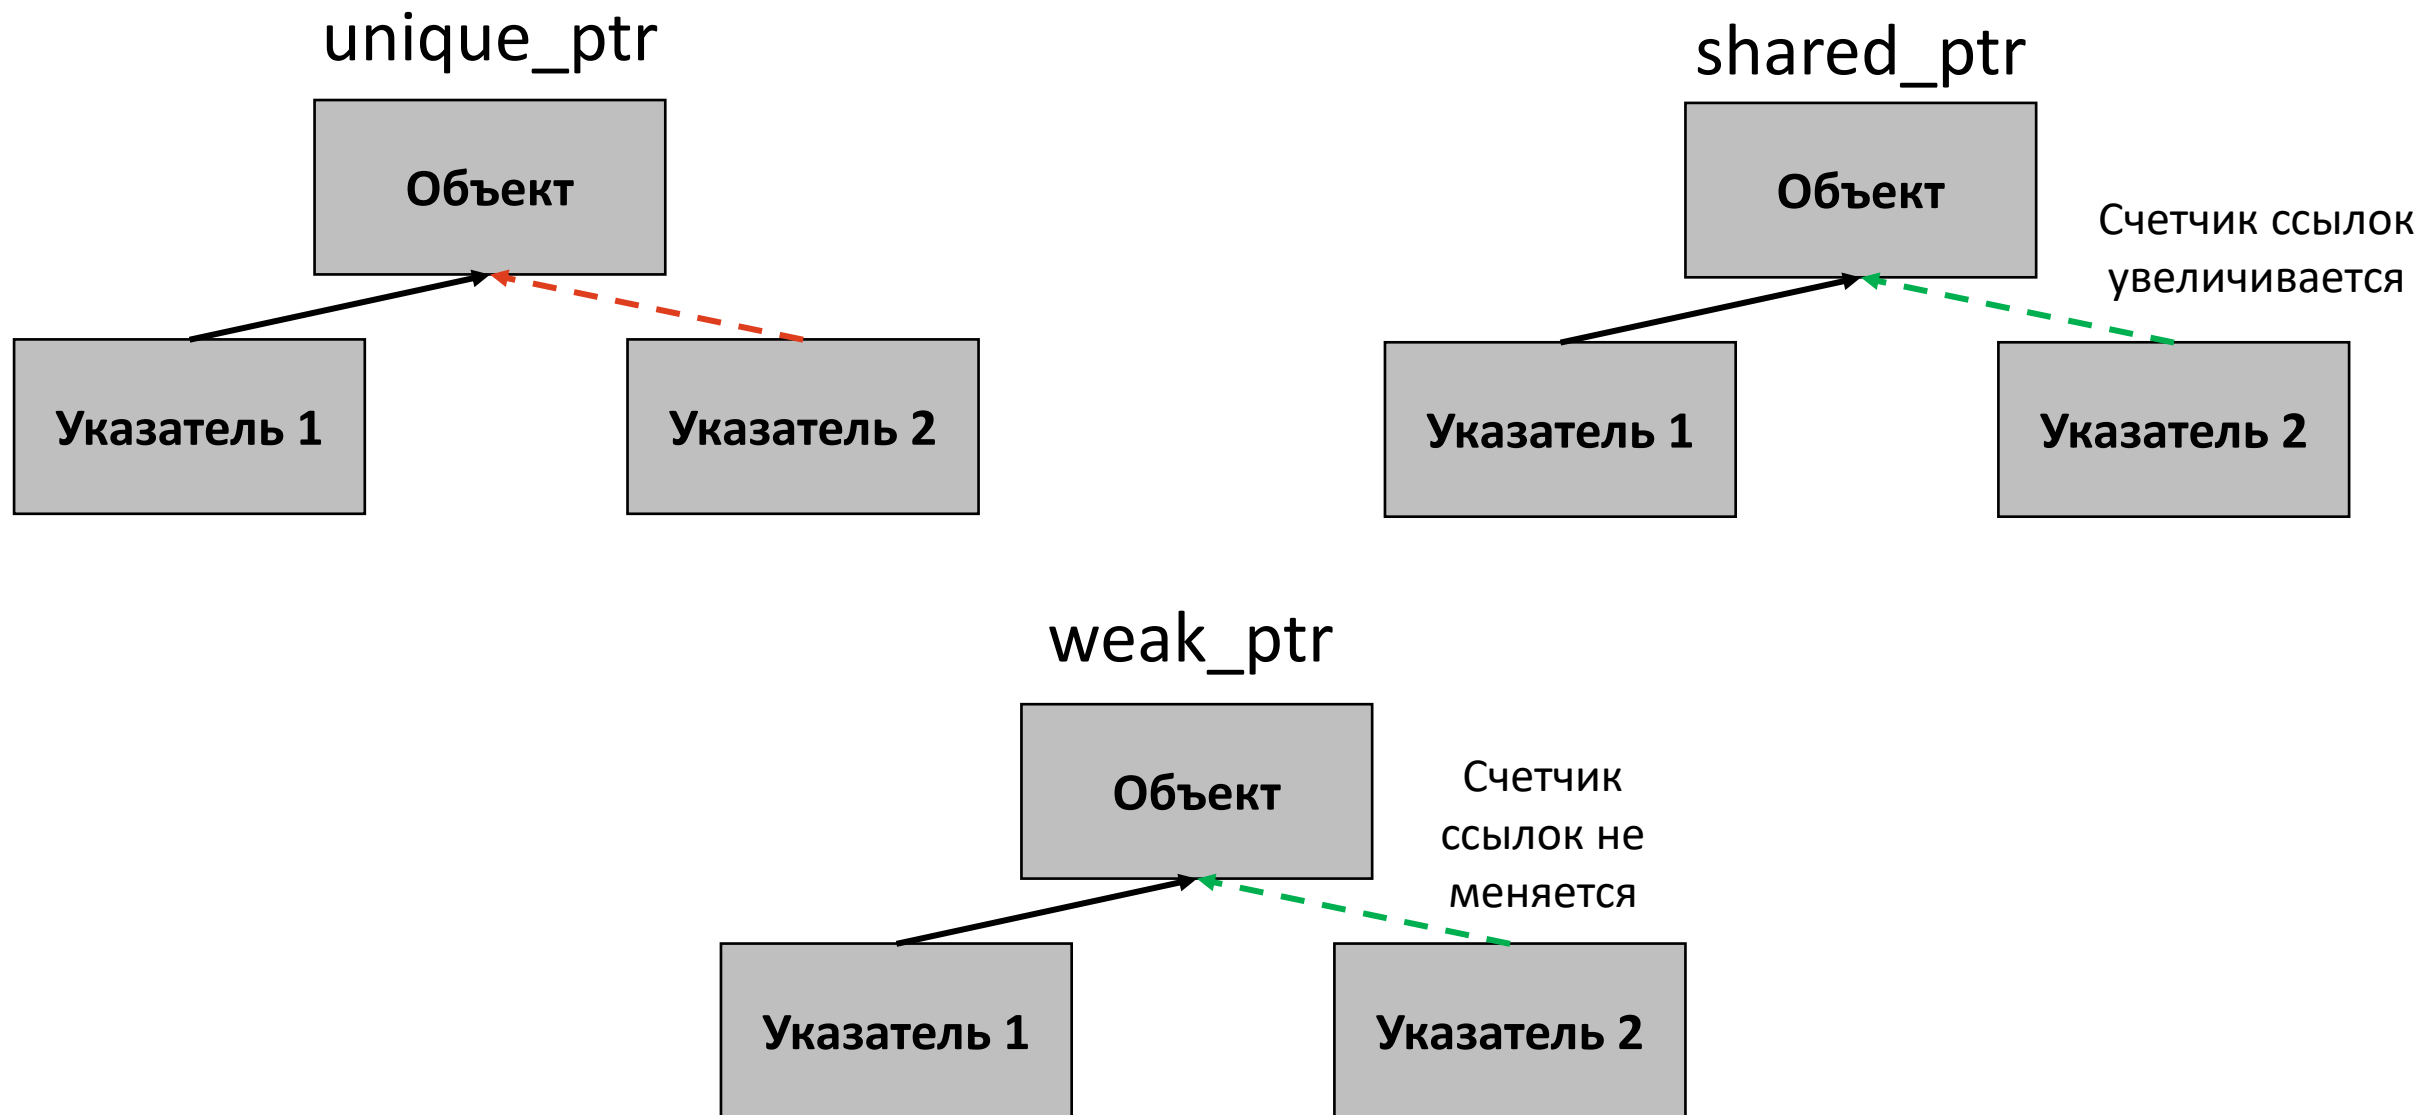 unique_ptr
Объект
Указатель 1
Указатель 2
shared_ptr
Объект
Счетчик ссылок
увеличивается
Указатель 1
Указатель 2
weak_ptr
Объект
Счетчик
ссылок не
меняется
Указатель 1
Указатель 2